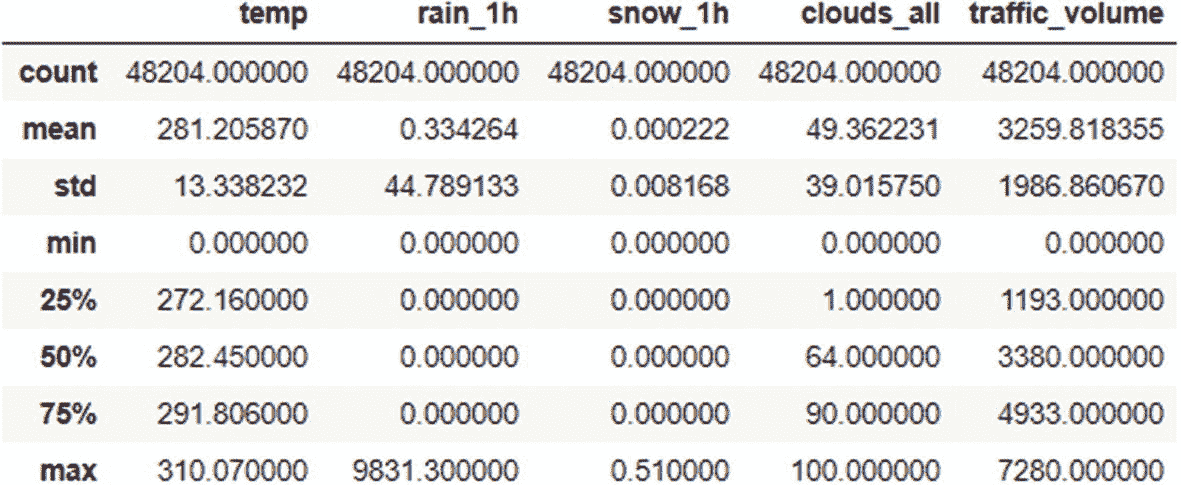 temp rain_1h snow_1h clouds_all traffic_volume
count 48204.000000 48204.000000 48204.000000 48204.000000 48204.000000
mean 281.205870 0.334264 0.000222 49.362231 3259.818355
std 13.338232 44.789133 0.008168 39.015750 1986.860670
min 0.000000 0.000000 0.000000 0.000000 0.000000
25% 272.160000 0.000000 0.000000 1.000000 1193.000000
50% 282.450000 0.000000 0.000000 64.000000 3380.000000
75% 291.806000 0.000000 0.000000 90.000000 4933.000000
max 310.070000 9831.300000 0.510000 100.000000 7280.000000